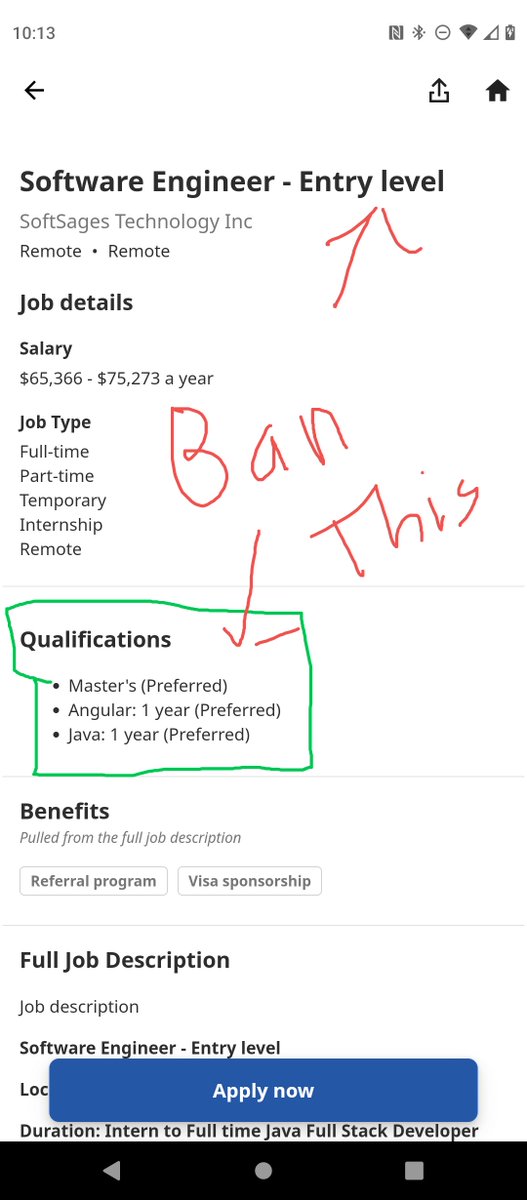 10:13
Software Engineer - Entry level
SoftSages Technology Inc
Remote • Remote
Job details
Salary
$65,366 - $75,273 a year
Job Type
Full-time
Part-time
Temporary
Internship
Remote
Ban
This
Qualifications
• Master's (Preferred)
• Angular: 1 year (Preferred)
• Java: 1 year (Preferred)
Benefits
Pulled from the full job description
Referral program Visa sponsorship
Full Job Description
Job description
Software Engineer - Entry level
Loc
Apply now
Duration: Intern to Full time Java Full Stack Developer